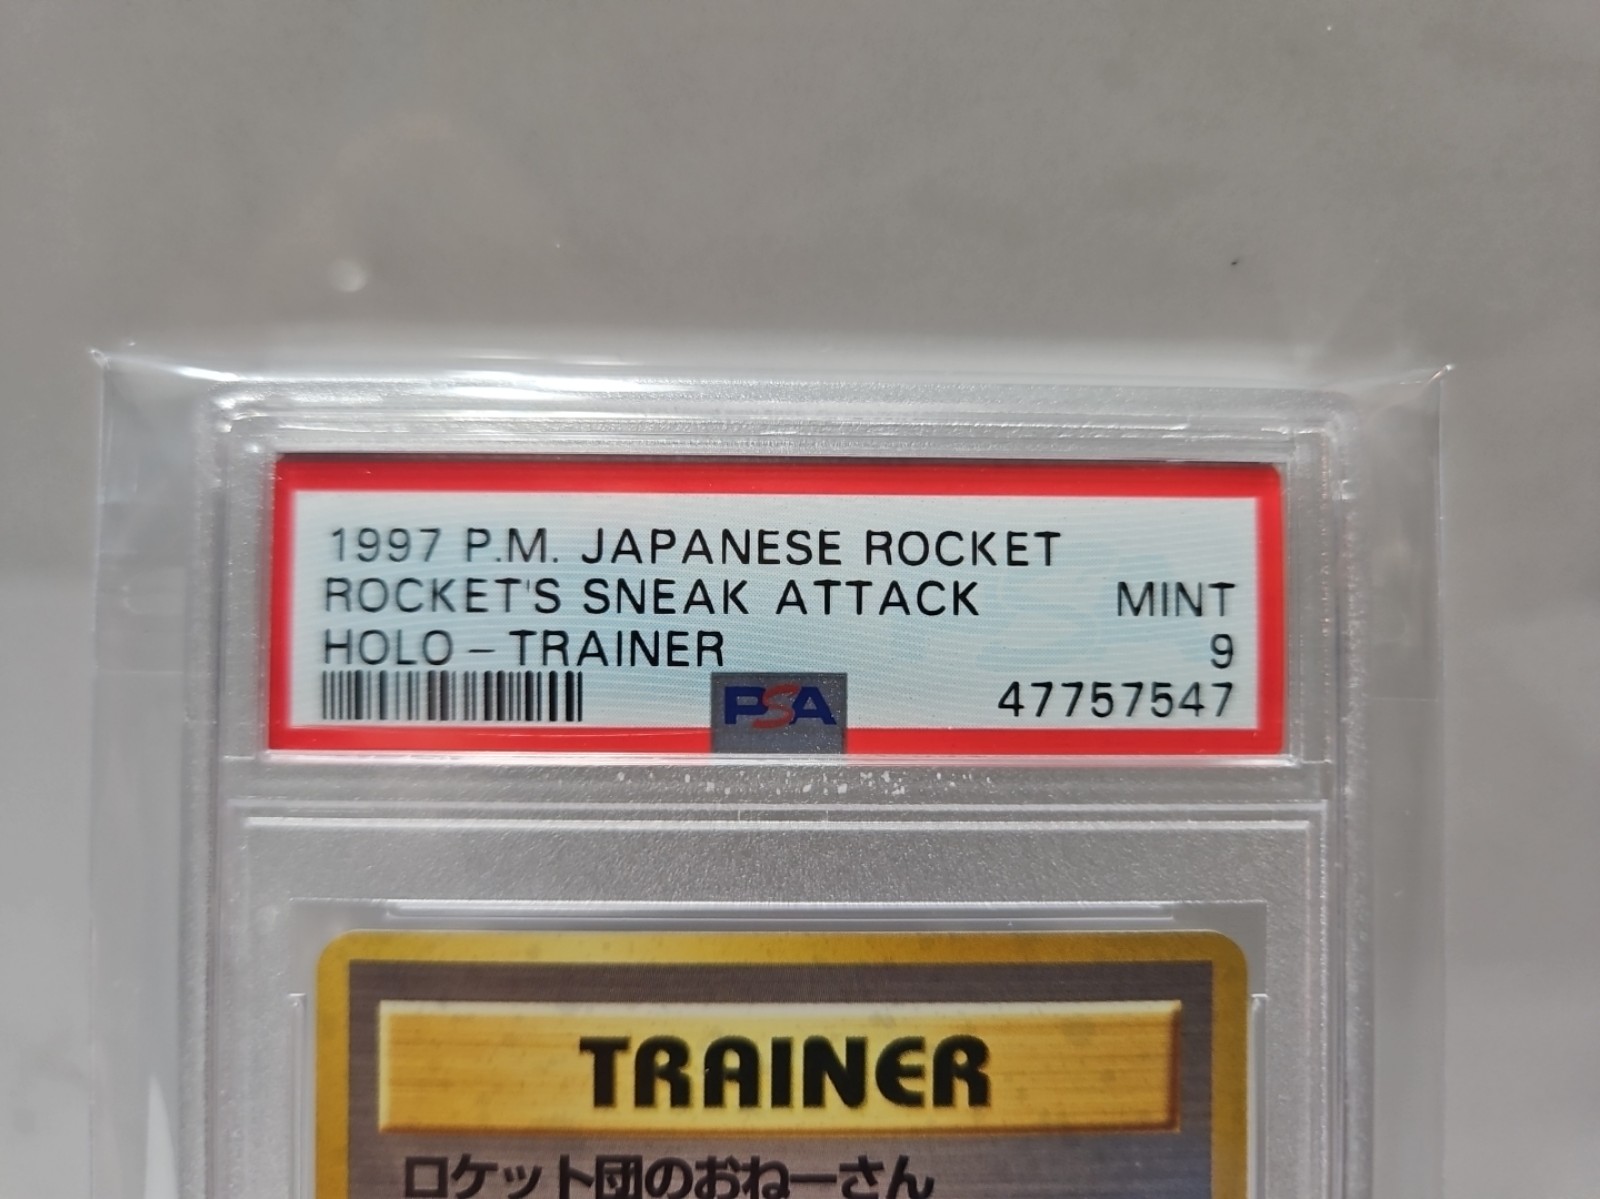 1997 P.M. JAPANESE ROCKET
ROCKET'S SNEAK ATTACK MINT
HOLO – TRAINER 9
PSA 47757547
TRAINER
ロケット団のおねーさん